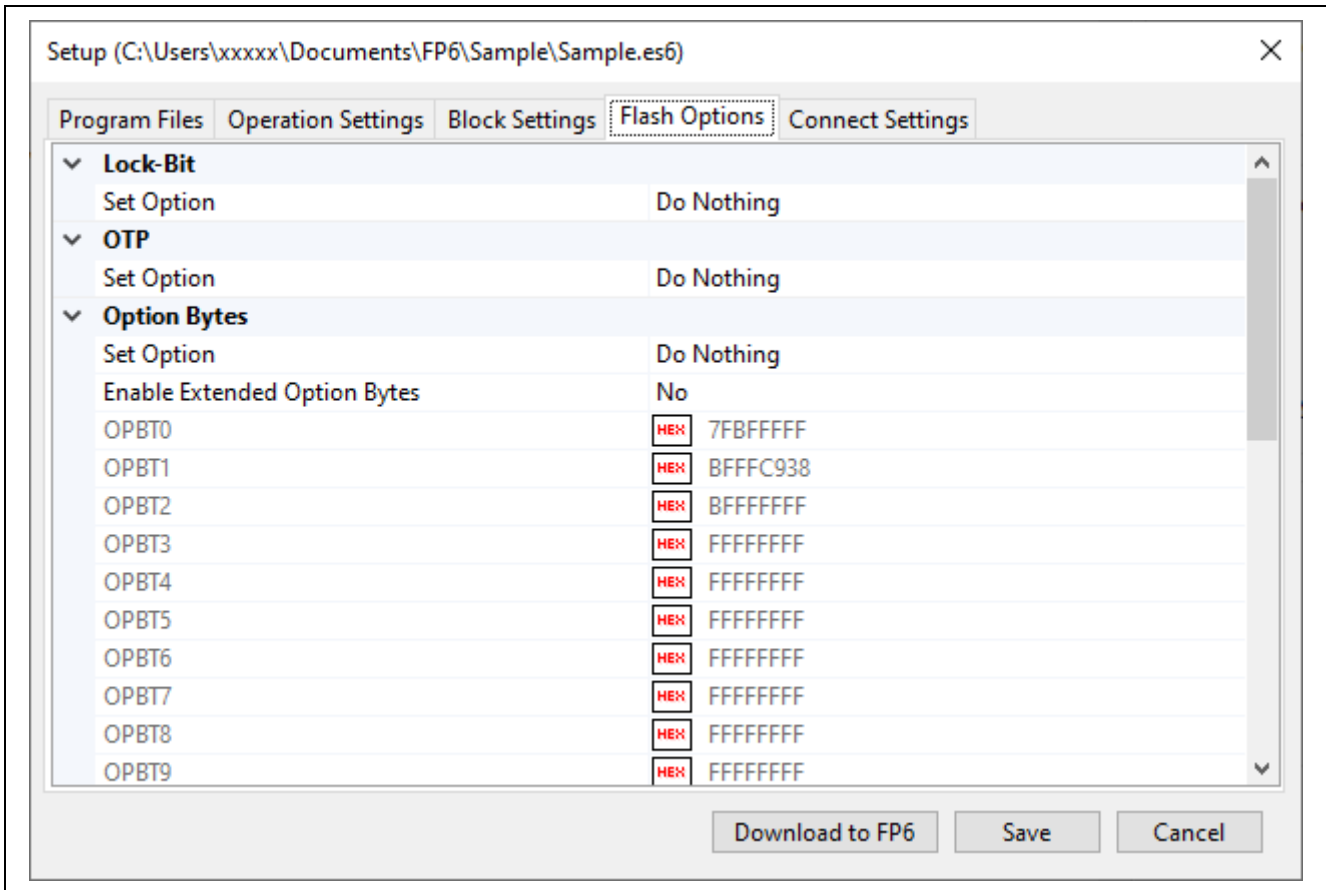 Setup (C:\Users\xxxxx\Documents\FP6\Sample\Sample.es6)
Program Files Operation Settings Block Settings Flash Options Connect Settings
Lock-Bit
Set Option Do Nothing
OTP
Set Option Do Nothing
Option Bytes
Set Option Do Nothing
Enable Extended Option Bytes No
OPBT0 HEX 7FBFFFFF
OPBT1 HEX BFFFC938
OPBT2 HEX BFFFFFFF
OPBT3 HEX FFFFFFFF
OPBT4 HEX FFFFFFFF
OPBT5 HEX FFFFFFFF
OPBT6 HEX FFFFFFFF
OPBT7 HEX FFFFFFFF
OPBT8 HEX FFFFFFFF
OPBT9 HEX FFFFFFFF
Download to FP6 Save Cancel